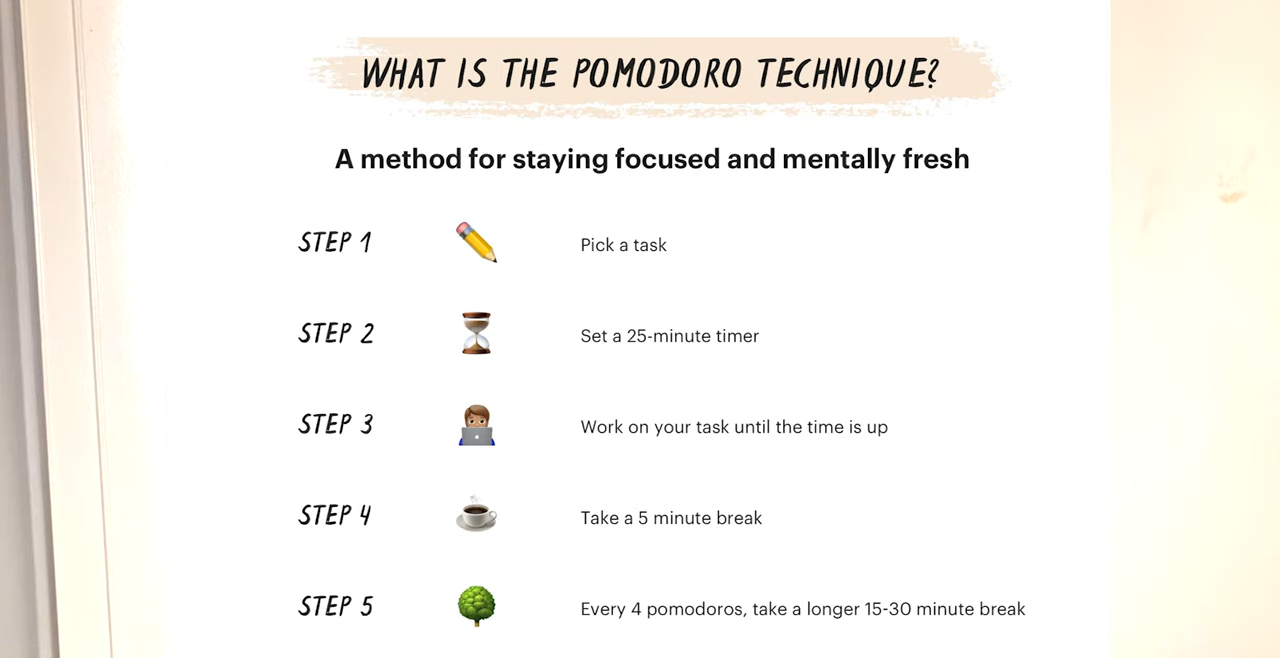 WHAT IS THE POMODORO TECHNIQUE?
A method for staying focused and mentally fresh
STEP 1 Pick a task
STEP 2 Set a 25-minute timer
STEP 3 Work on your task until the time is up
STEP 4 Take a 5 minute break
STEP 5 Every 4 pomodoros, take a longer 15-30 minute break